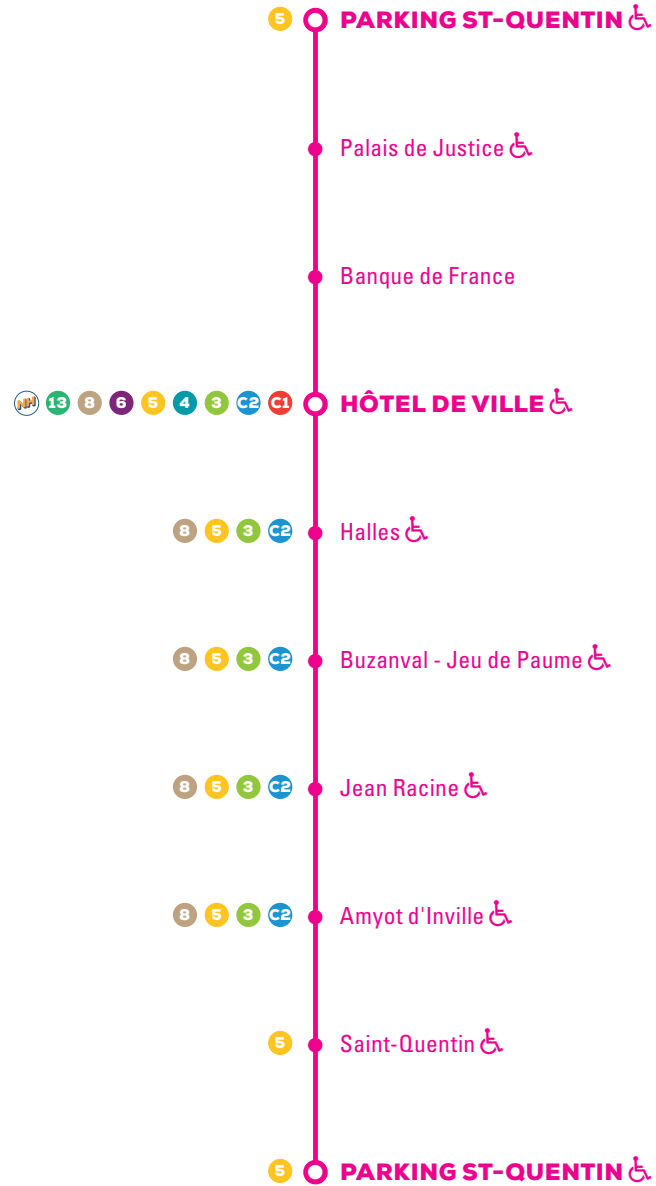 5 PARKING ST-QUENTIN
Palais de Justice
Banque de France
NH 13 8 6 5 4 3 C2 C1 HÔTEL DE VILLE
8 5 3 C2 Halles
8 5 3 C2 Buzanval - Jeu de Paume
8 5 3 C2 Jean Racine
8 5 3 C2 Amyot d'Inville
5 Saint-Quentin
5 PARKING ST-QUENTIN